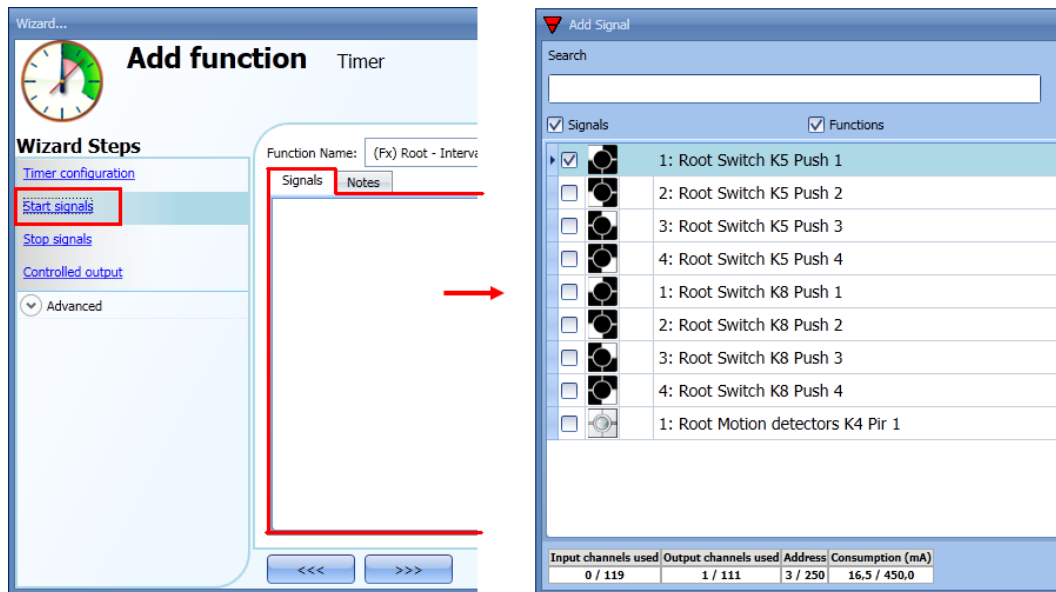 Wizard...
Add function Timer
Wizard Steps
Timer configuration
Start signals
Stop signals
Controlled output
Advanced
Function Name: (Fx) Root - Interva
Signals Notes
<<< >>>
Add Signal
Search
Signals Functions
1: Root Switch K5 Push 1
2: Root Switch K5 Push 2
3: Root Switch K5 Push 3
4: Root Switch K5 Push 4
1: Root Switch K8 Push 1
2: Root Switch K8 Push 2
3: Root Switch K8 Push 3
4: Root Switch K8 Push 4
1: Root Motion detectors K4 Pir 1
Input channels used Output channels used Address Consumption (mA)
0 / 119 1 / 111 3 / 250 16,5 / 450,0